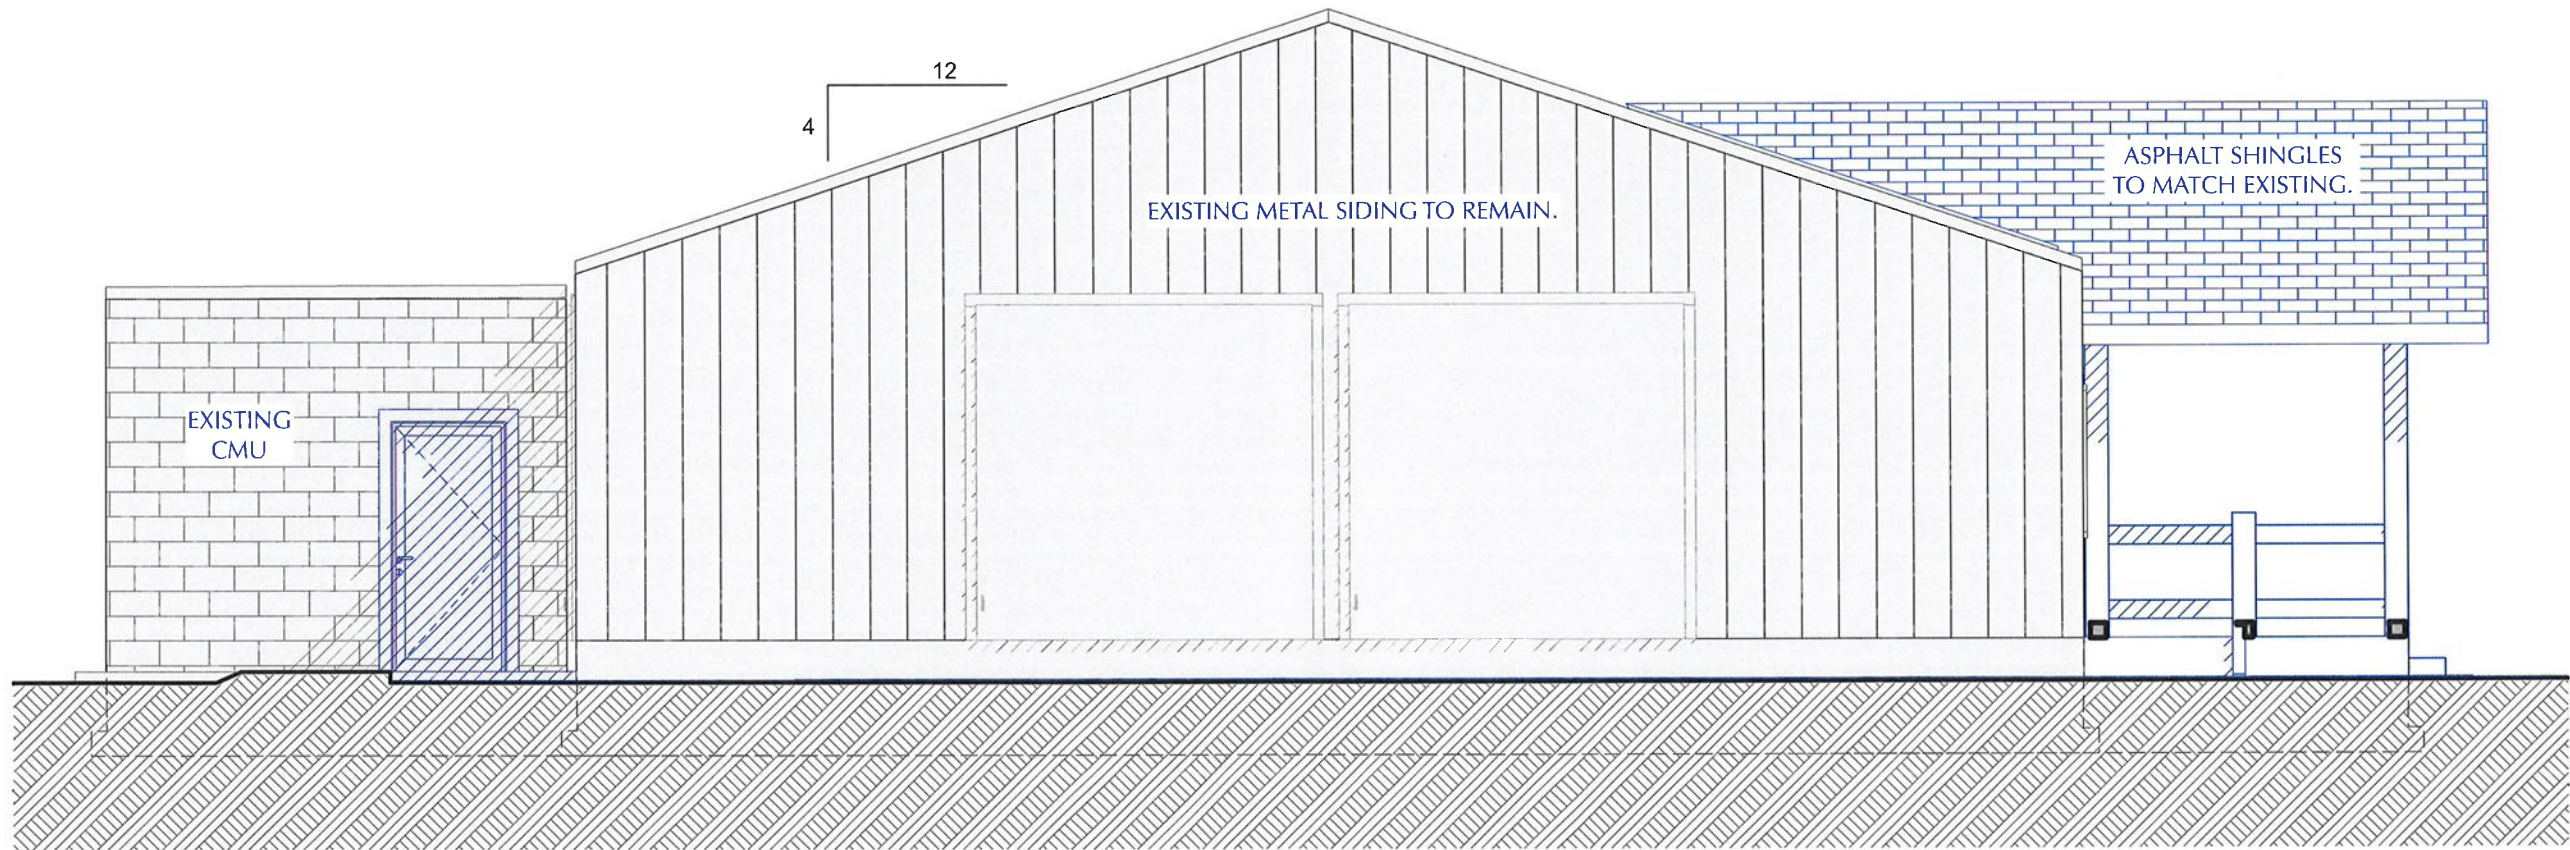 12
4
ASPHALT SHINGLES
TO MATCH EXISTING.
EXISTING METAL SIDING TO REMAIN.
EXISTING
CMU